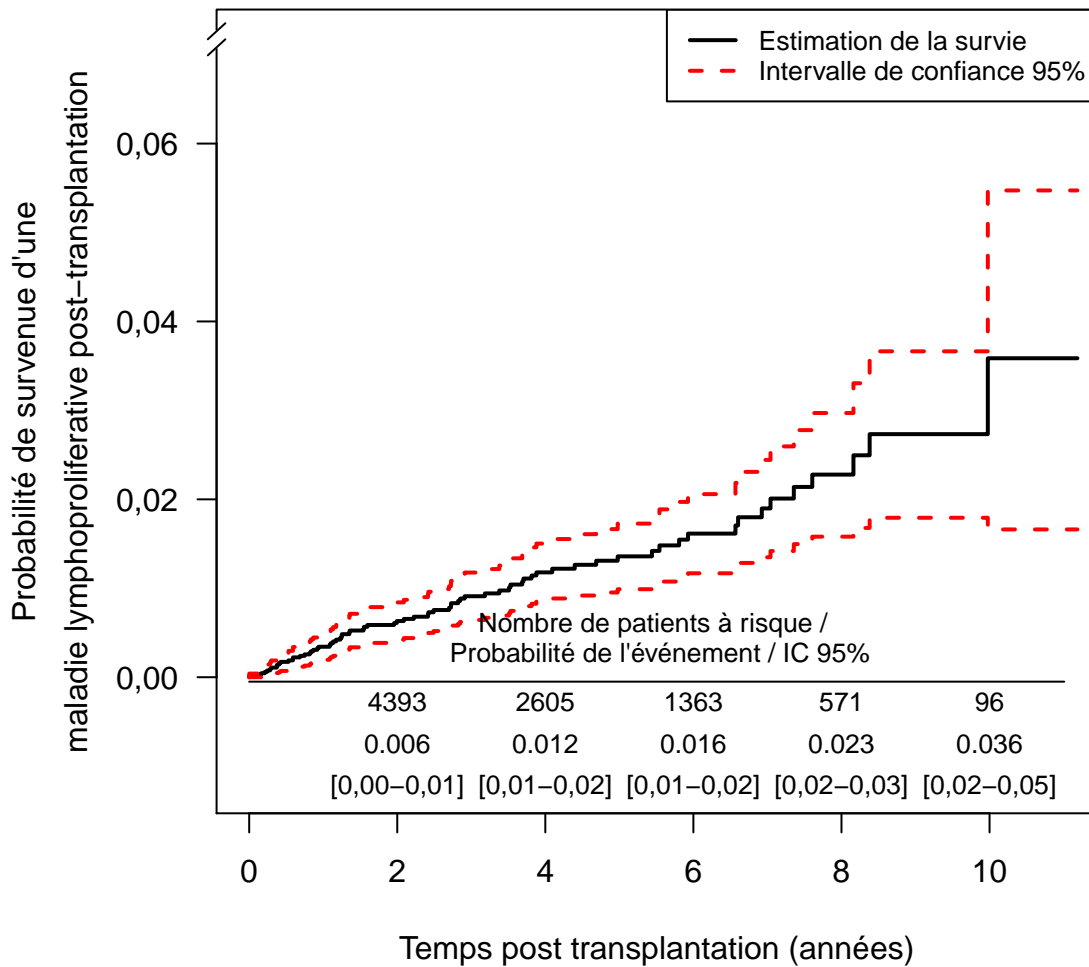 Estimation de la survie
Intervalle de confiance 95%
Probabilité de survenue d'une
maladie lymphoproliferative post−transplantation
0,06
0,04
0,02
0,00
Nombre de patients à risque /
Probabilité de l'événement / IC 95%
4393 2605 1363 571 96
0.006 0.012 0.016 0.023 0.036
[0,00−0,01] [0,01−0,02] [0,01−0,02] [0,02−0,03] [0,02−0,05]
0 2 4 6 8 10
Temps post transplantation (années)